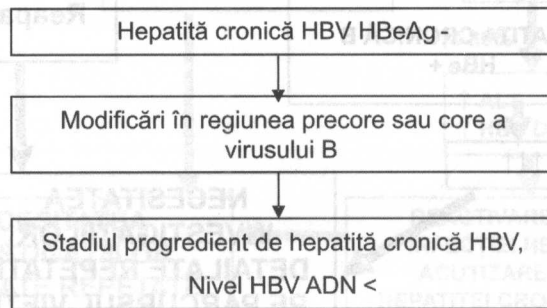 Hepatită cronică HBV HBeAg -
Modificări în regiunea precore sau core a
virusului B
Stadiul progredient de hepatită cronică HBV,
Nivel HBV ADN <